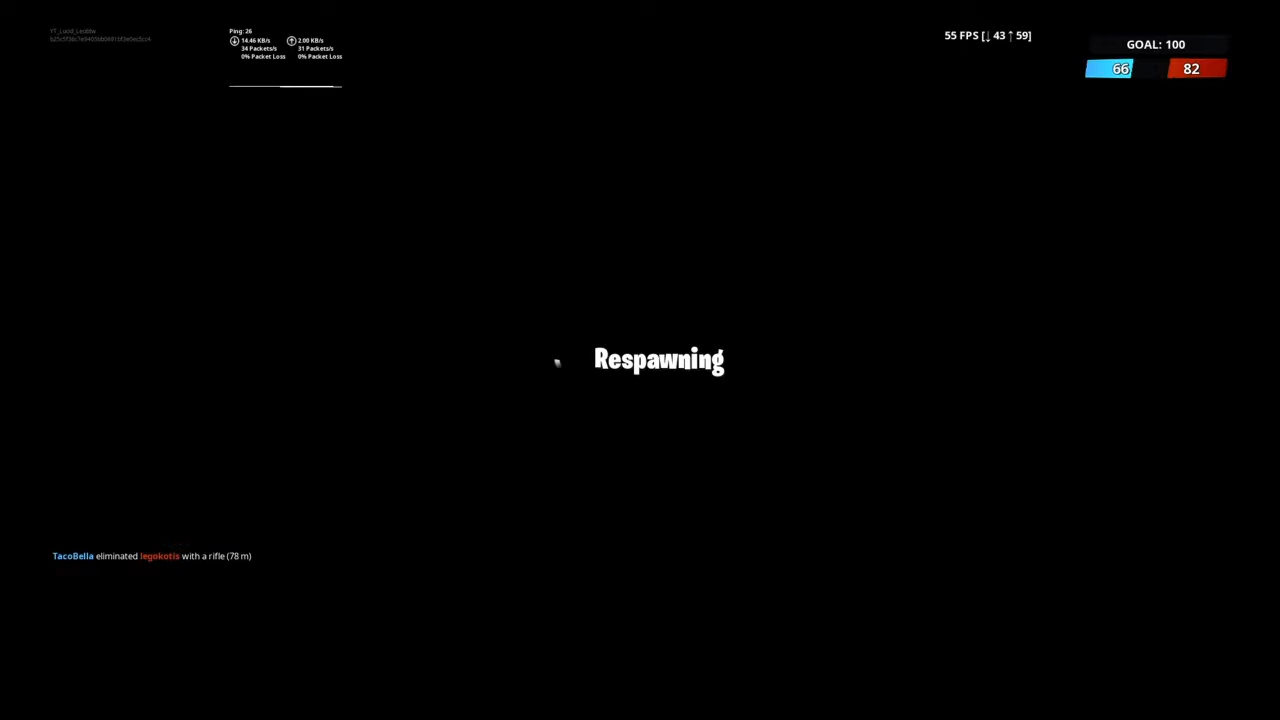 Ping: 26
14.46 KB/s 2.00 KB/s
34 Packets/s 31 Packets/s
0% Packet Loss 0% Packet Loss
55 FPS [↓ 43 ↑ 59]
GOAL: 100
66 82
Respawning
TacoBella eliminated legokotis with a rifle (78 m)